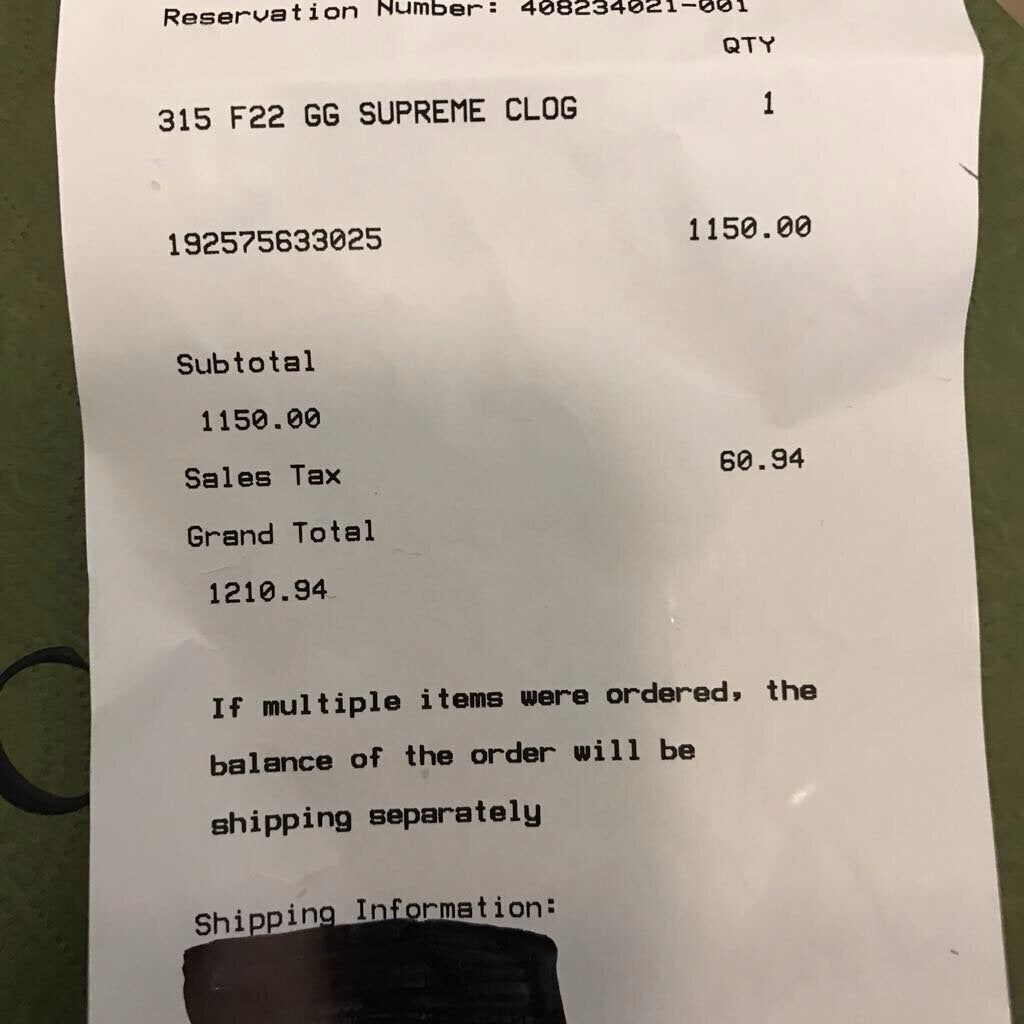 Reservation Number: 408234021-001
QTY
315 F22 GG SUPREME CLOG 1
192575633025 1150.00
Subtotal
1150.00
Sales Tax 60.94
Grand Total
1210.94
If multiple items were ordered, the
balance of the order will be
shipping separately
Shipping Information: